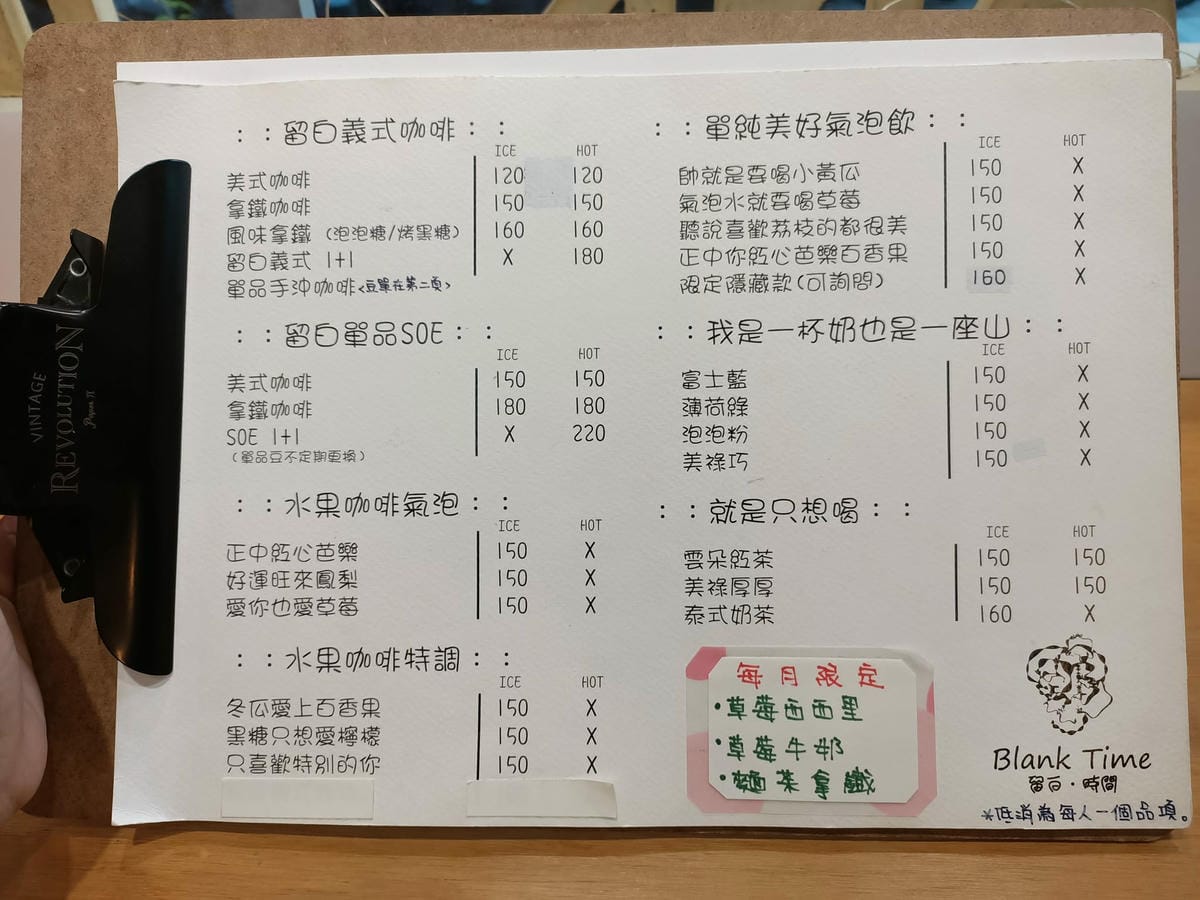 ：：留白義式咖啡：：
ICE HOT
美式咖啡 120 120
拿鐵咖啡 150 150
風味拿鐵 (泡泡糖/烤黑糖) 160 160
留白義式 1+1 X 180
單品手沖咖啡<豆單在第二頁>
：：留白單品SOE：：
ICE HOT
美式咖啡 150 150
拿鐵咖啡 180 180
SOE 1+1 X 220
(單品豆不定期更換)
：：水果咖啡氣泡：：
ICE HOT
正中紅心芭樂 150 X
好運旺來鳳梨 150 X
愛你也愛草莓 150 X
：：水果咖啡特調：：
ICE HOT
冬瓜愛上百香果 150 X
黑糖只想愛檸檬 150 X
只喜歡特別的你 150 X
：：單純美好氣泡飲：：
ICE HOT
帥就是要喝小黃瓜 150 X
氣泡水就要喝草莓 150 X
聽說喜歡荔枝的都很美 150 X
正中你紅心芭樂百香果 150 X
限定隱藏款(可詢問) 160 X
：：我是一杯奶也是一座山：：
ICE HOT
富士藍 150 X
薄荷綠 150 X
泡泡粉 150 X
美祿巧 150 X
：：就是只想喝：：
ICE HOT
雲朵紅茶 150 150
美祿厚厚 150 150
泰式奶茶 160 X
每月限定
·草莓西西里
·草莓牛奶
·麵茶拿鐵
Blank Time
留白·時間
*低消為每人一個品項。
VINTAGE
REVOLUTION
Paper π